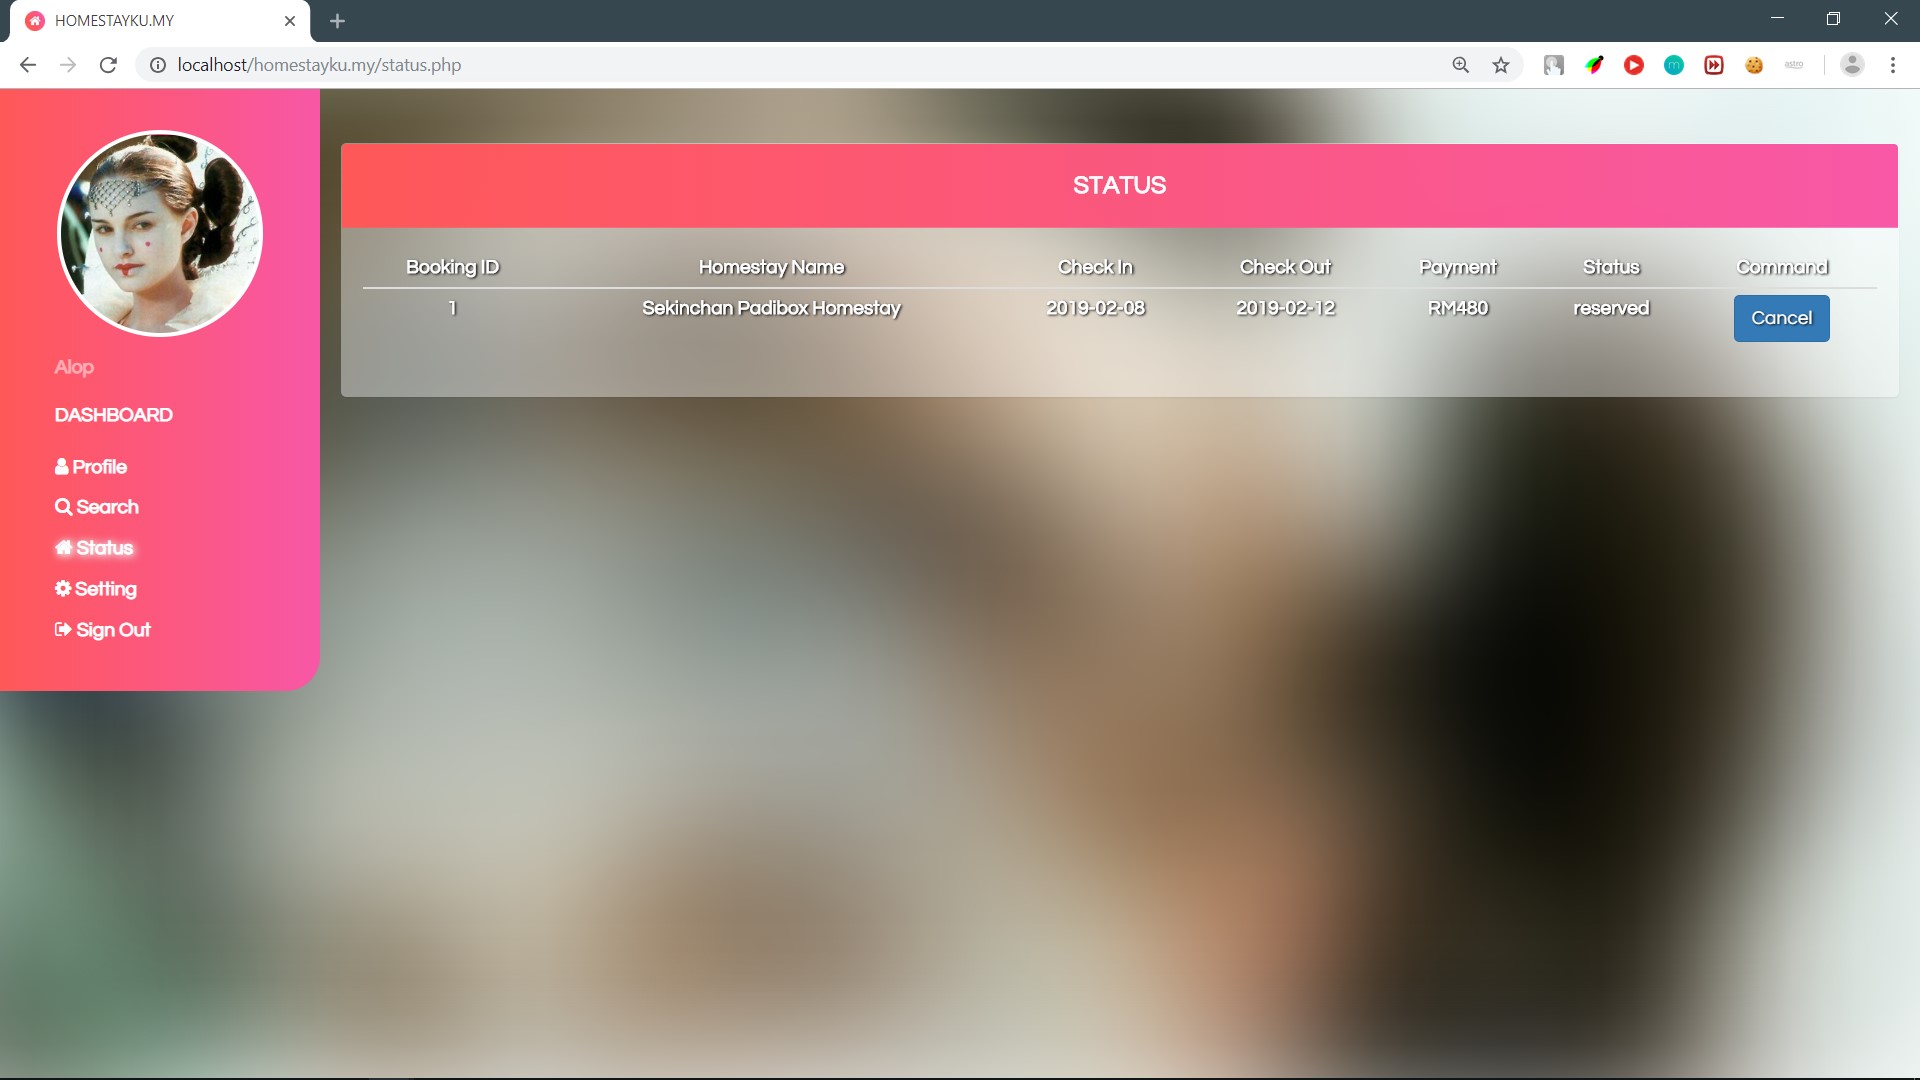 HOMESTAYKU.MY
localhost/homestayku.my/status.php
astro
Alop
DASHBOARD
Profile
Search
Status
Setting
Sign Out
STATUS
Booking ID Homestay Name Check In Check Out Payment Status Command
1 Sekinchan Padibox Homestay 2019-02-08 2019-02-12 RM480 reserved Cancel